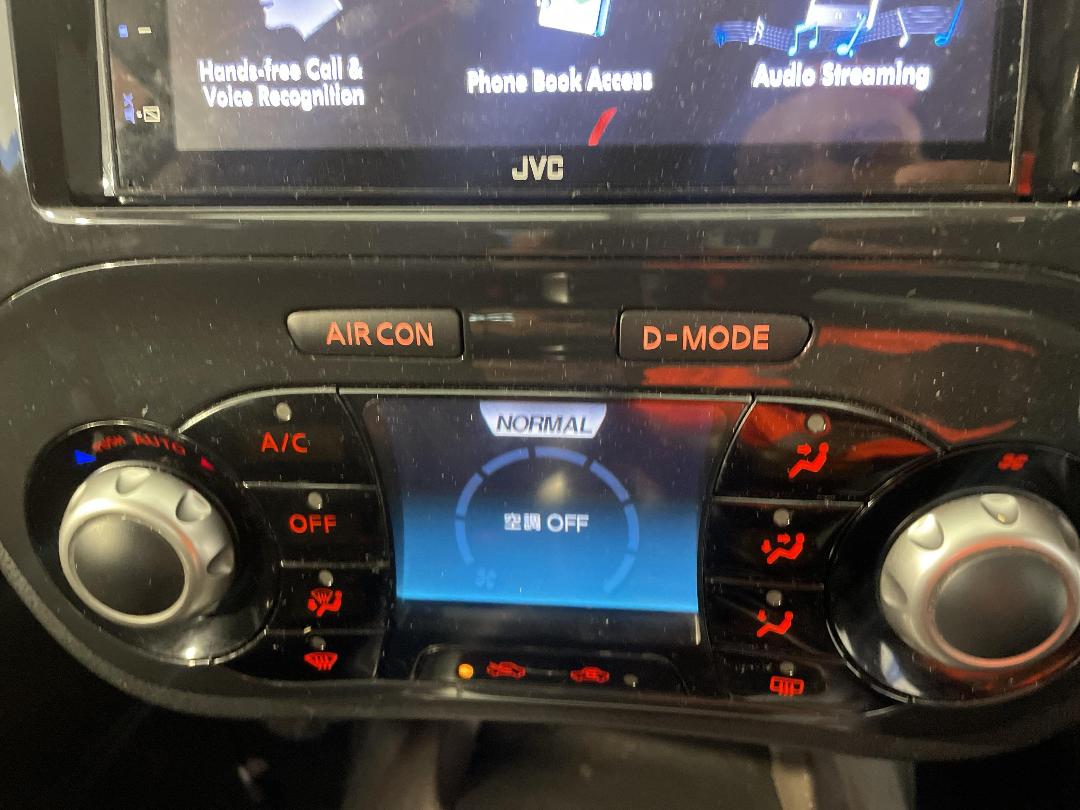 Hands-free Call &
Voice Recognition
Phone Book Access
Audio Streaming
JVC
AIR CON
D-MODE
AUTO
A/C
NORMAL
OFF
空調 OFF